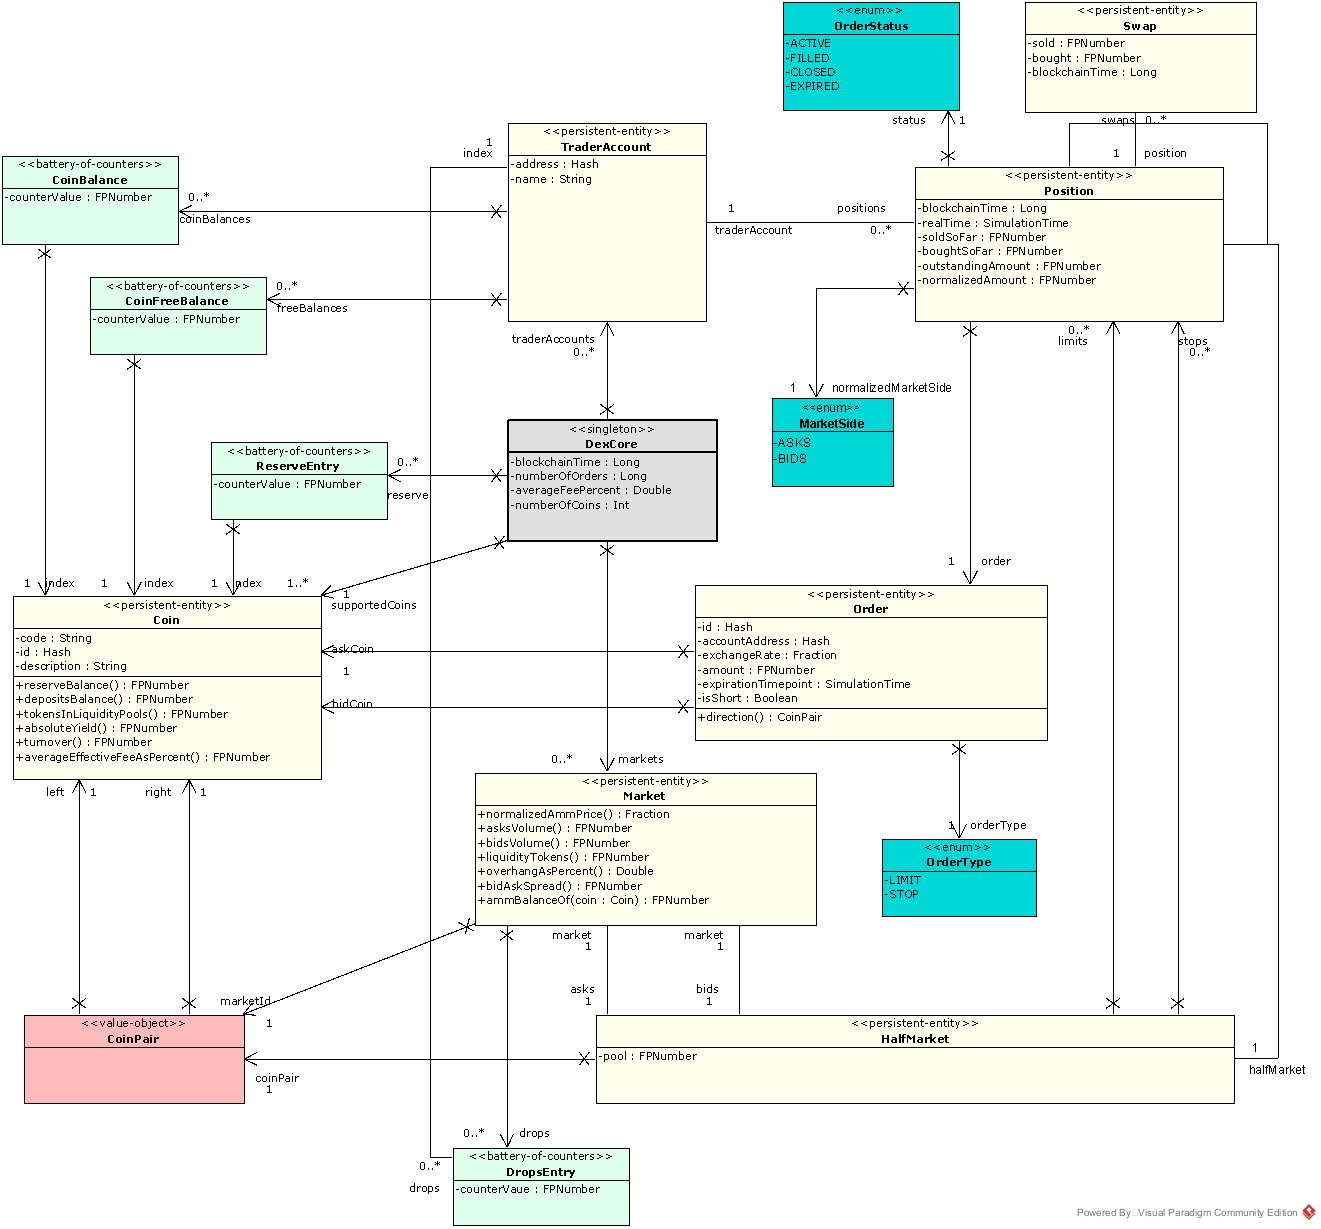 <<enum>>
OrderStatus
-ACTIVE
-FILLED
-CLOSED
-EXPIRED
<<persistent-entity>>
Swap
-sold : FPNumber
-bought : FPNumber
-blockchainTime : Long
status
1
swaps
0..*
1
position
1
index
<<persistent-entity>>
TraderAccount
-address : Hash
-name : String
<<battery-of-counters>>
CoinBalance
-counterValue : FPNumber
0..*
coinBalances
<<persistent-entity>>
Position
-blockchainTime : Long
-realTime : SimulationTime
-soldSoFar : FPNumber
-boughtSoFar : FPNumber
-outstandingAmount : FPNumber
-normalizedAmount : FPNumber
1
traderAccount
positions
0..*
<<battery-of-counters>>
CoinFreeBalance
-counterValue : FPNumber
0..*
freeBalances
traderAccounts
0..*
0..*
limits
stops
0..*
1
normalizedMarketSide
<<enum>>
MarketSide
-ASKS
-BIDS
<<singleton>>
DexCore
-blockchainTime : Long
-numberOfOrders : Long
-averageFeePercent : Double
-numberOfCoins : Int
<<battery-of-counters>>
ReserveEntry
-counterValue : FPNumber
0..*
reserve
1
order
1
index
1
index
1
index
1..*
1
supportedCoins
<<persistent-entity>>
Coin
-code : String
-id : Hash
-description : String
+reserveBalance() : FPNumber
+depositsBalance() : FPNumber
+tokensInLiquidityPools() : FPNumber
+absoluteYield() : FPNumber
+turnover() : FPNumber
+averageEffectiveFeeAsPercent() : FPNumber
askCoin
1
bidCoin
<<persistent-entity>>
Order
-id : Hash
-accountAddress : Hash
-exchangeRate : Fraction
-amount : FPNumber
-expirationTimepoint : SimulationTime
-isShort : Boolean
+direction() : CoinPair
0..*
markets
left
1
right
1
<<persistent-entity>>
Market
+normalizedAmmPrice() : Fraction
+asksVolume() : FPNumber
+bidsVolume() : FPNumber
+liquidityTokens() : FPNumber
+overhangAsPercent() : Double
+bidAskSpread() : FPNumber
+ammBalanceOf(coin : Coin) : FPNumber
1
orderType
<<enum>>
OrderType
-LIMIT
-STOP
market
1
market
1
asks
1
bids
1
marketId
1
<<value-object>>
CoinPair
<<persistent-entity>>
HalfMarket
-pool : FPNumber
coinPair
1
1
halfMarket
0..*
drops
0..*
drops
<<battery-of-counters>>
DropsEntry
-counterVaue : FPNumber
Powered By Visual Paradigm Community Edition